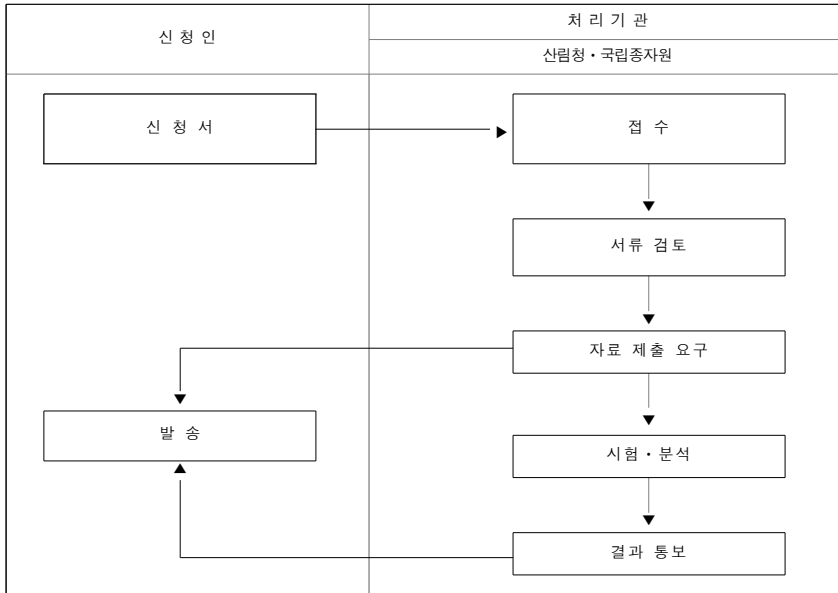 신 청 인
처 리 기 관
산림청·국립종자원
신 청 서
접 수
서류 검토
자료 제출 요구
발 송
시험·분석
결과 통보